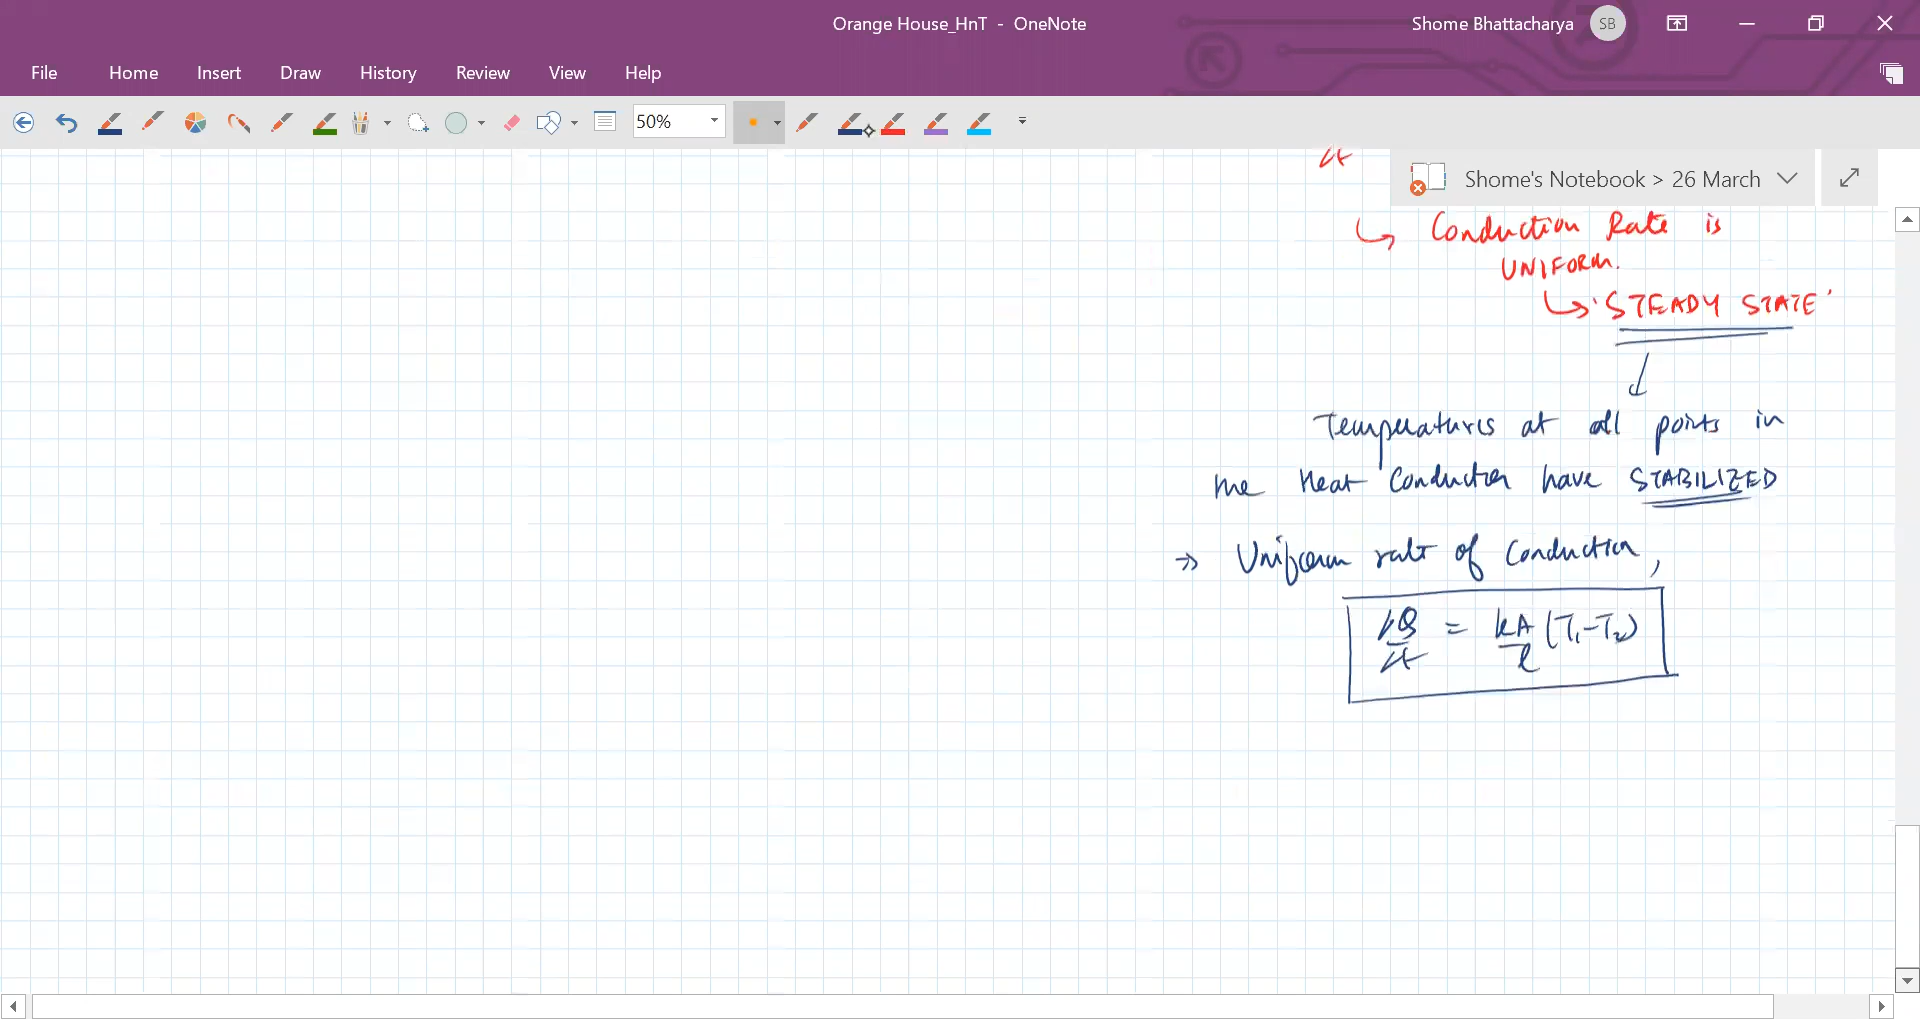 Orange House_HnT - OneNote
Shome Bhattacharya SB
File Home Insert Draw History Review View Help
50%
dt
Shome's Notebook > 26 March
↳ Conduction Rate is
UNIFORM.
↳ 'STEADY STATE'
↓
Temperatures at all points in
the Heat Conductor have STABILIZED
⇒ Uniform rate of Conduction,
dQ/dt = kA/l (T₁-T₂)